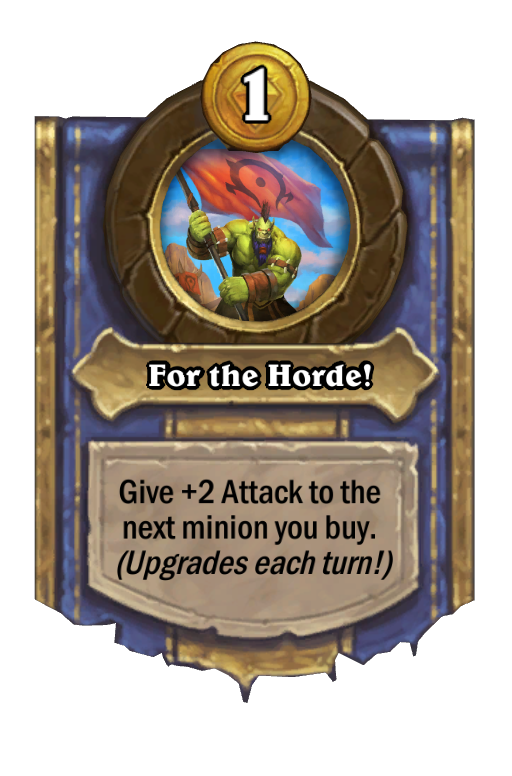 1
For the Horde!
Give +2 Attack to the
next minion you buy.
(Upgrades each turn!)